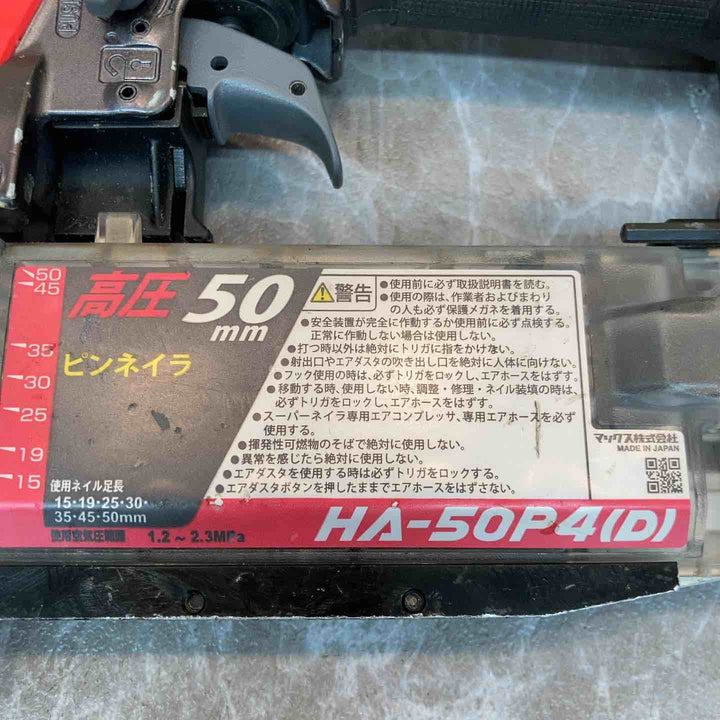 50
45
35
30
25
19
15
高圧 50
mm
ピンネイラ
使用ネイル足長
15・19・25・30・
35・45・50mm
使用空気圧範囲 1.2～2.3MPa
警告
●使用前に必ず取扱説明書を読む。
●使用の際は、作業者およびまわり
の人も必ず保護メガネを着用する。
●安全装置が完全に作動するか使用前に必ず点検する。
正常に作動しない場合は使用しない。
●打つ時以外は絶対にトリガに指をかけない。
●射出口やエアダスタの吹き出し口を絶対に人体に向けない。
●フック使用の時は、必ずトリガをロックし、エアホースをはずす。
●移動する時、使用しない時、調整・修理・ネイル装填の時は、
必ずトリガをロックし、エアホースをはずす。
●スーパーネイラ専用エアコンプレッサ、専用エアホースを必ず
使用する。
●揮発性可燃物のそばで絶対に使用しない。
●異常を感じたら絶対に使用しない。
●エアダスタを使用する時は必ずトリガをロックする。
●エアダスタボタンを押したままでエアホースをはずさない。
マックス株式会社
MADE IN JAPAN
HA-50P4(D)